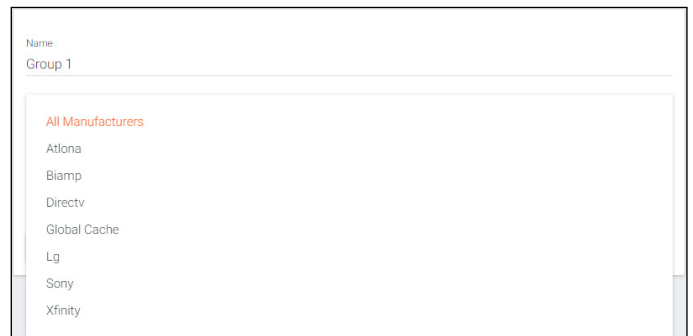 Name
Group 1
All Manufacturers
Atlona
Biamp
Directv
Global Cache
Lg
Sony
Xfinity